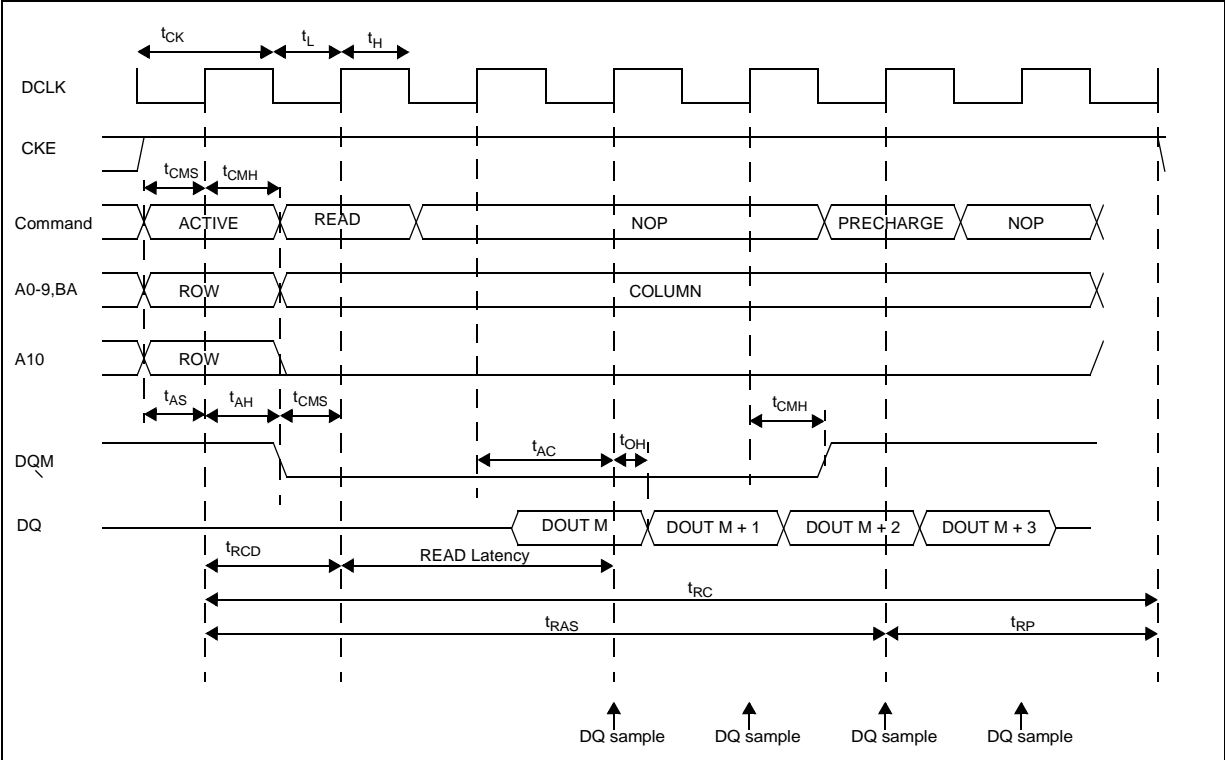 tCK tL tH
DCLK
CKE
tCMS tCMH
Command ACTIVE READ NOP PRECHARGE NOP
A0-9,BA ROW COLUMN
A10 ROW
tAS tAH tCMS tCMH
DQM tAC tOH
DQ DOUT M DOUT M + 1 DOUT M + 2 DOUT M + 3
tRCD READ Latency
tRC
tRAS tRP
DQ sample DQ sample DQ sample DQ sample